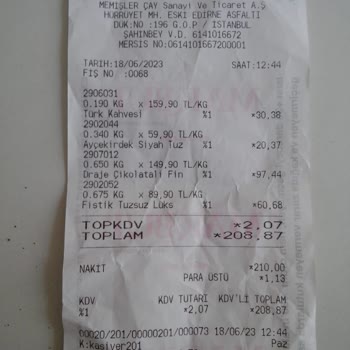 MEMİŞLER ÇAY Sanayi Ve Ticaret A.Ş
HÜRRİYET MH. ESKİ EDİRNE ASFALTI
DÜK.NO :196 G.O.P / İSTANBUL
ŞAHİNBEY V.D. 6141016672
MERSIS NO:0614101667200001
TARİH:18/06/2023 SAAT:12:44
FİŞ NO :0068
2906031
0.190 KG x 159,90 TL/KG
Türk Kahvesi %1 *30,38
2902044
0.340 KG x 59,90 TL/KG
Ayçekirdek Siyah Tuz %1 *20,37
2907012
0.650 KG x 149,90 TL/KG
Draje Çikolatali Fin %1 *97,44
2902052
0.675 KG x 89,90 TL/KG
Fistik Tuzsuz Lüks %1 *60,68
TOPKDV *2,07
TOPLAM *208,87
NAKIT *210,00
PARA ÜSTÜ *1,13
KDV KDV TUTARI KDV'Lİ TOPLAM
%1 *2,07 *208,87
00020/201/00000201/000073 18/06/23 12:44
K:kasiyer201 Paz